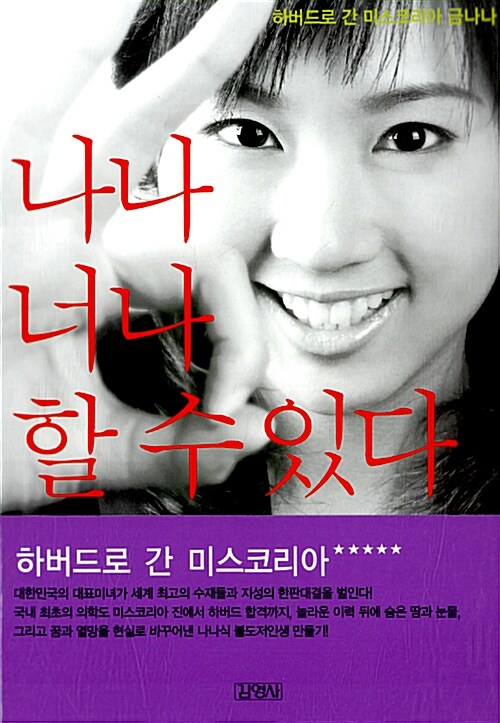 하버드로 간 미스코리아 금나나
나나
너나
할 수 있다
하버드로 간 미스코리아★★★★★
대한민국의 대표미녀가 세계 최고의 수재들과 지성의 한판대결을 벌인다!
국내 최초의 의학도 미스코리아 진에서 하버드 합격까지, 놀라운 이력 뒤에 숨은 땀과 눈물,
그리고 꿈과 열망을 현실로 바꾸어낸 나나식 불도저인생 만들기!
김영사